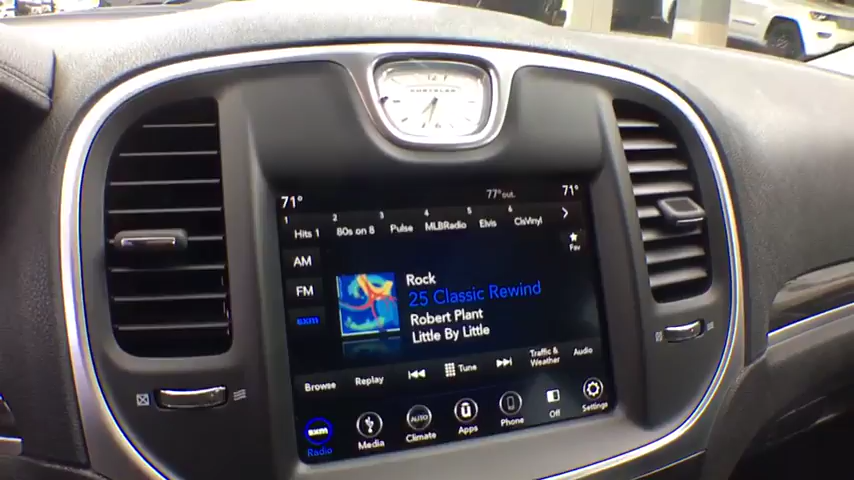 12
CHRYSLER
71°
77° out.
71°
1 2 3 4 5 6
Hits 1 80s on 8 Pulse MLBRadio Elvis ClsVinyl
AM
Fav
FM
sxm
Rock
25 Classic Rewind
Robert Plant
Little By Little
Browse Replay Tune Traffic & Weather Audio
sxm AUTO
Radio Media Climate Apps Phone Off Settings